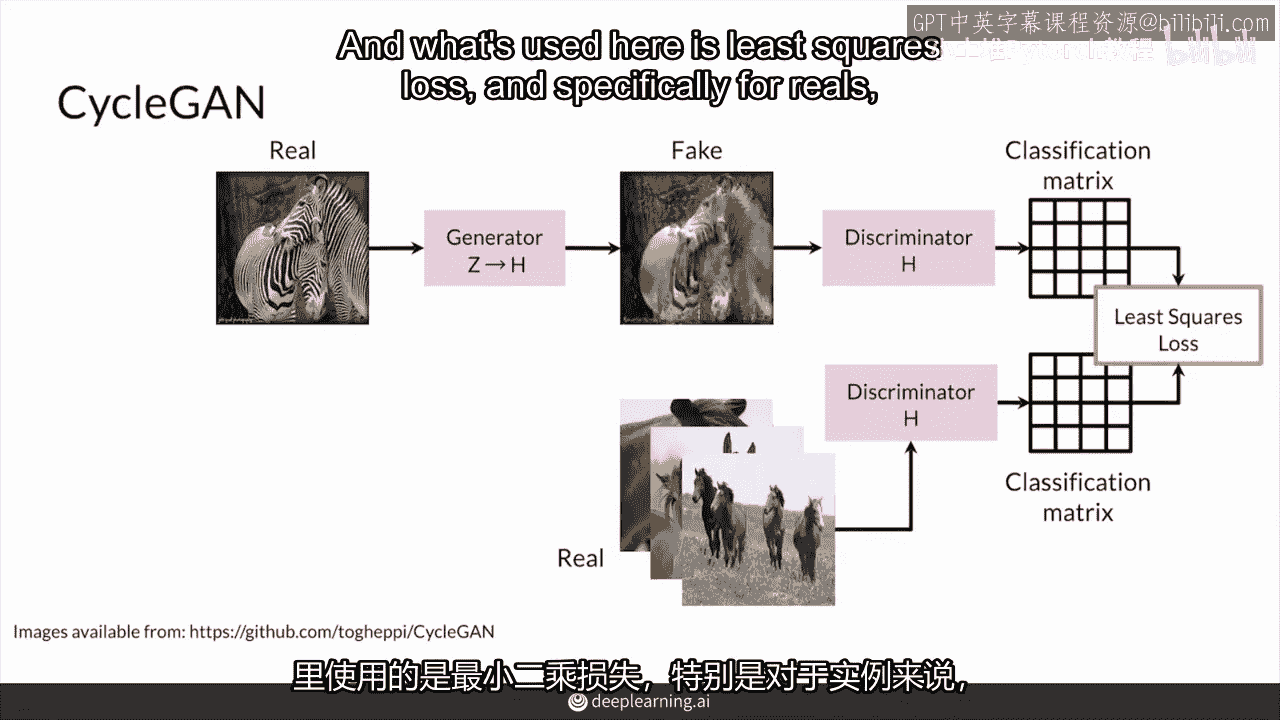 GPT中英字幕课程资源@bilibili.com
And what's used here is least squares
loss, and specifically for reals,
CycleGAN
Real
Fake
Classification
matrix
Generator
Z → H
Discriminator
H
Least Squares
Loss
Discriminator
H
Classification
matrix
Real
Images available from: https://github.com/togheppi/CycleGAN
里使用的是最小二乘损失，特别是对于实例来说，
deeplearning.ai